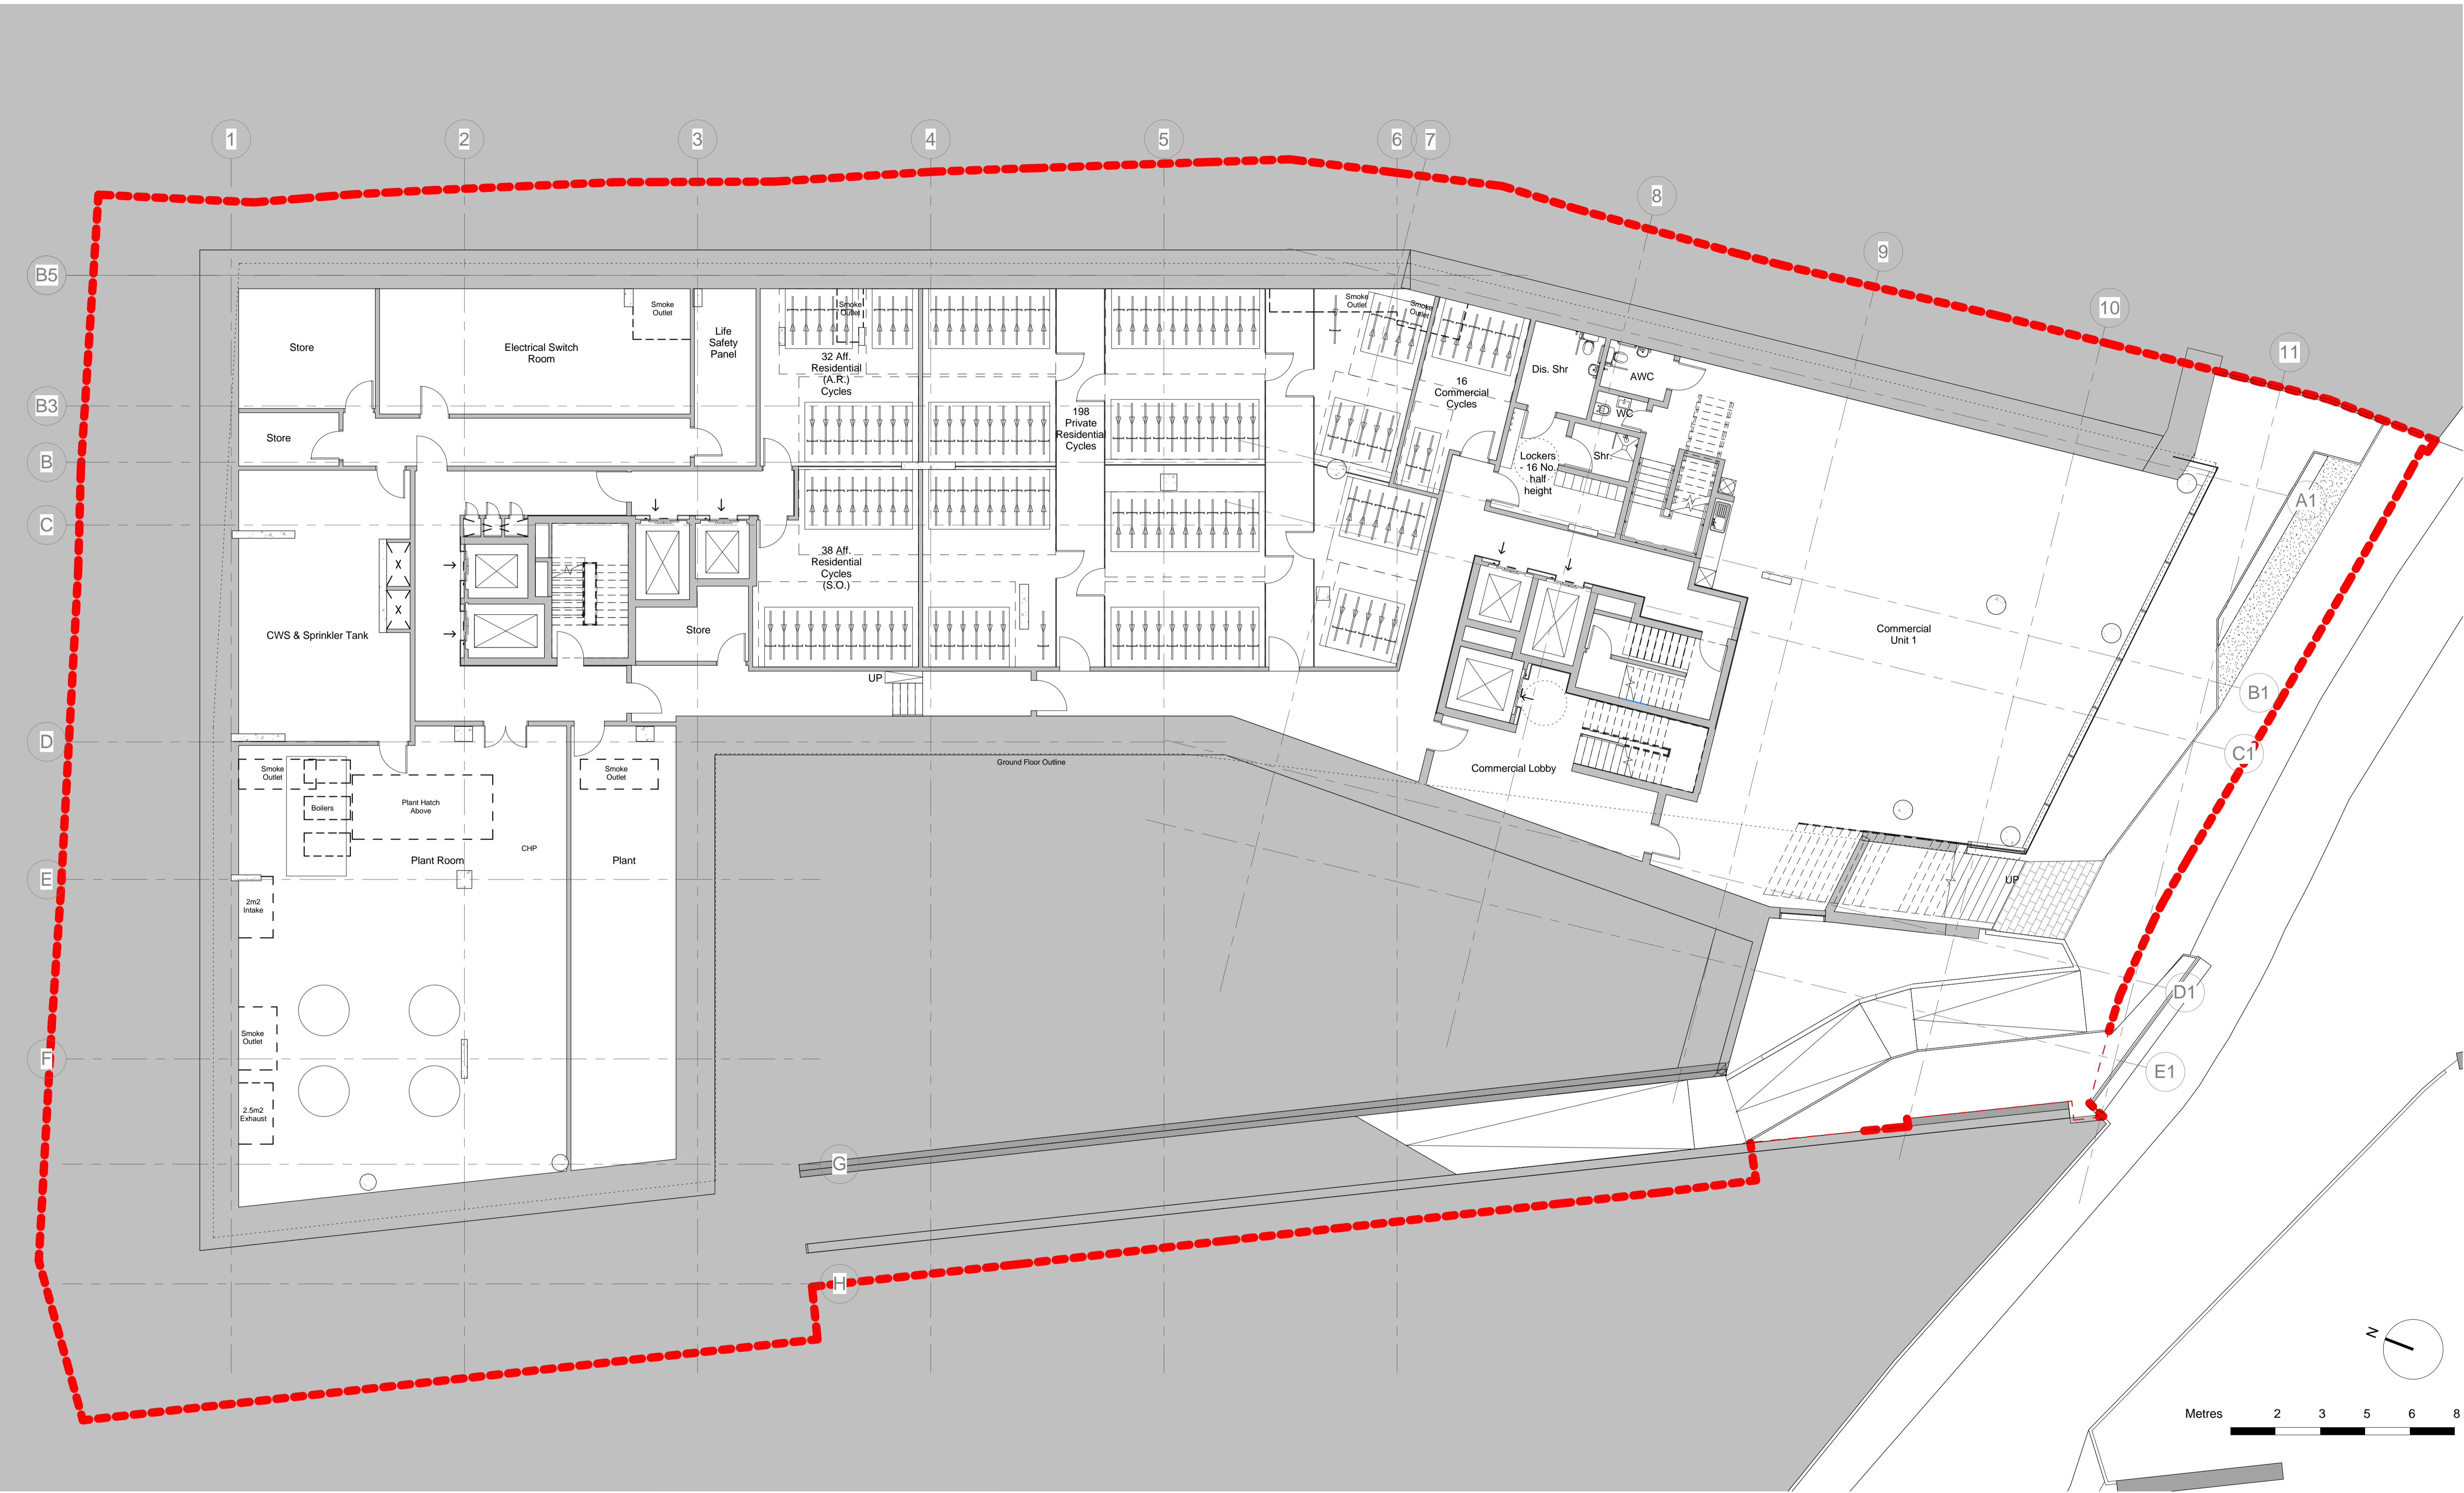 1
2
3
4
5
6
7
8
9
10
11
B5
B3
B
C
D
E
F
G
H
A1
B1
C1
D1
E1
Store
Electrical Switch
Room
Smoke
Outlet
Life
Safety
Panel
Smoke
Outlet
32 Aff.
Residential
(A.R.)
Cycles
198
Private
Residential
Cycles
Smoke
Outlet
Smoke
Outlet
16
Commercial
Cycles
Dis. Shr
AWC
WC
Shr.
Lockers
- 16 No.
half
height
Store
38 Aff.
Residential
Cycles
(S.O.)
CWS & Sprinkler Tank
X
X
Store
UP
Commercial
Unit 1
Commercial Lobby
Ground Floor Outline
Smoke
Outlet
Boilers
Plant Hatch
Above
Smoke
Outlet
CHP
Plant Room
Plant
UP
2m2
Intake
Smoke
Outlet
2.5m2
Exhaust
N
Metres 2 3 5 6 8